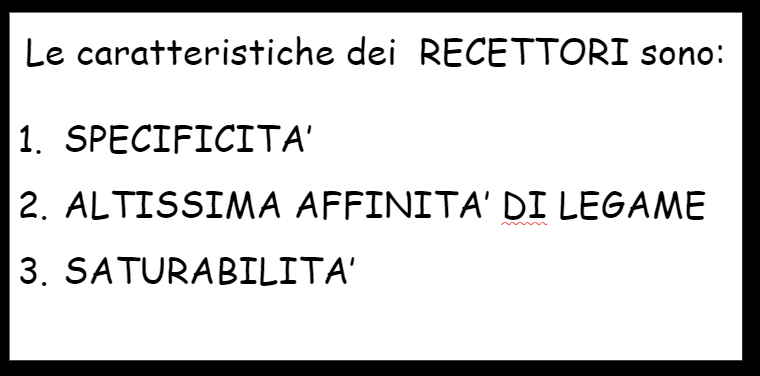 Le caratteristiche dei RECETTORI sono:
1. SPECIFICITA'
2. ALTISSIMA AFFINITA' DI LEGAME
3. SATURABILITA'